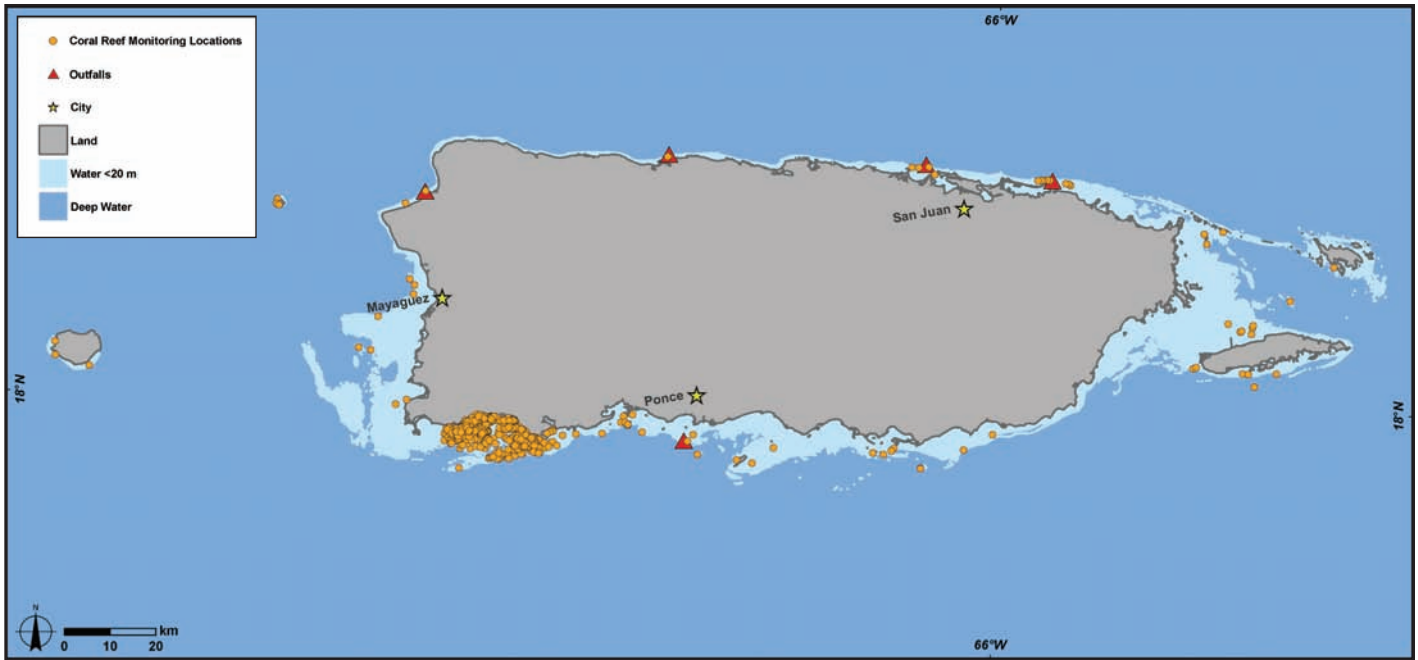 66°W
Coral Reef Monitoring Locations
Outfalls
City
Land
Water <20 m
Deep Water
San Juan
Mayaguez
Ponce
18°N
18°N
N
km
0 10 20
66°W